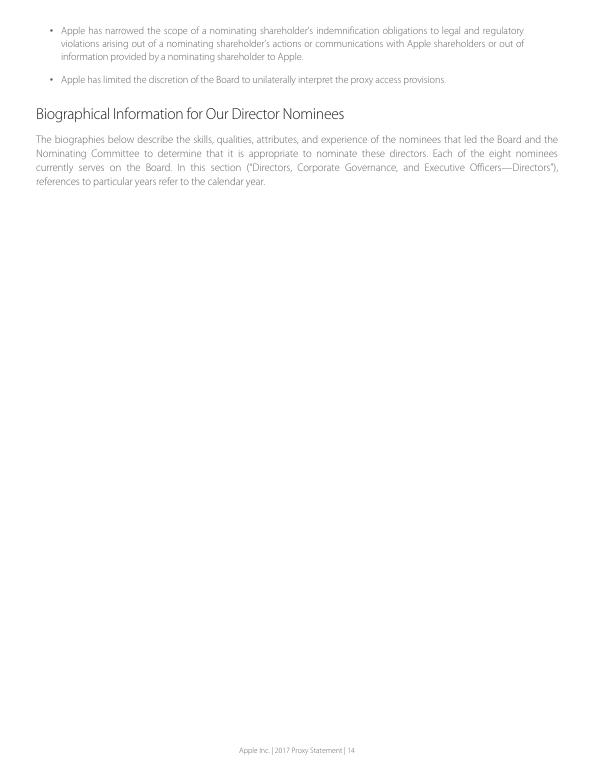 • Apple has narrowed the scope of a nominating shareholder's indemnification obligations to legal and regulatory
violations arising out of a nominating shareholder's actions or communications with Apple shareholders or out of
information provided by a nominating shareholder to Apple.
• Apple has limited the discretion of the Board to unilaterally interpret the proxy access provisions.
Biographical Information for Our Director Nominees
The biographies below describe the skills, qualities, attributes, and experience of the nominees that led the Board and the
Nominating Committee to determine that it is appropriate to nominate these directors. Each of the eight nominees
currently serves on the Board. In this section ("Directors, Corporate Governance, and Executive Officers—Directors"),
references to particular years refer to the calendar year.
Apple Inc. | 2017 Proxy Statement | 14